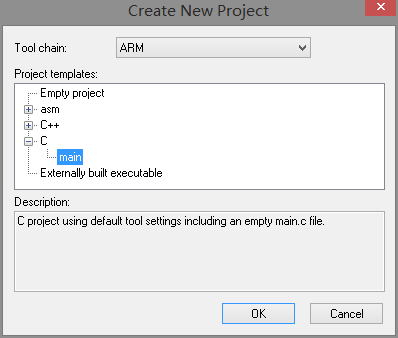 Create New Project
Tool chain:
ARM
Project templates:
Empty project
asm
C++
C
main
Externally built executable
Description:
C project using default tool settings including an empty main.c file.
OK
Cancel